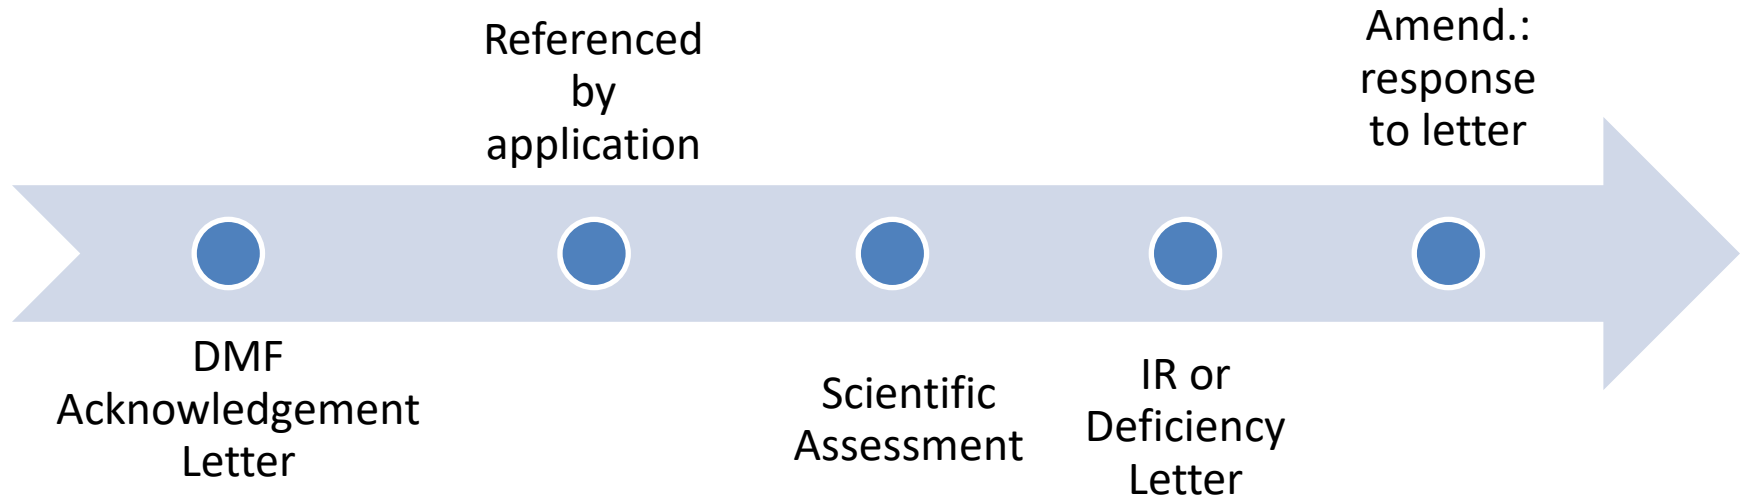 Referenced
by
application
Amend.:
response
to letter
DMF
Acknowledgement
Letter
Scientific
Assessment
IR or
Deficiency
Letter